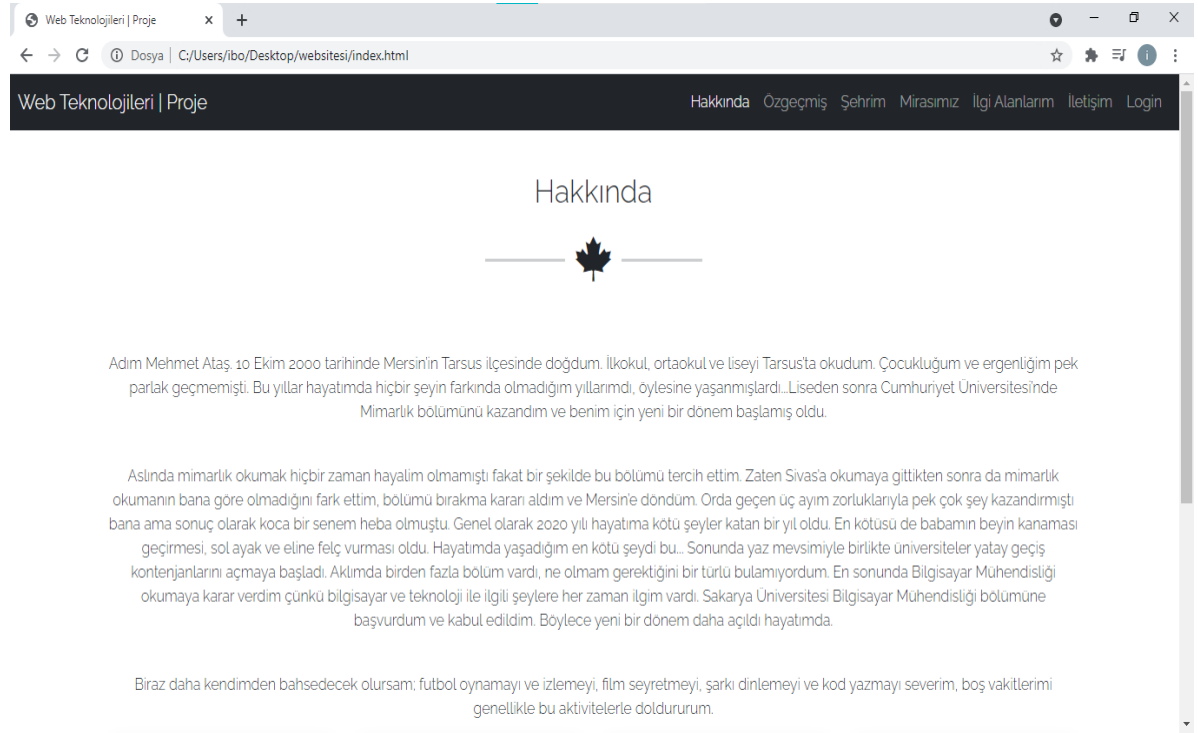 Web Teknolojileri | Proje
Dosya | C:/Users/ibo/Desktop/websitesi/index.html
i
Web Teknolojileri | Proje
Hakkında Özgeçmiş Şehrim Mirasımız İlgi Alanlarım İletişim Login
Hakkında
Adım Mehmet Ataş. 10 Ekim 2000 tarihinde Mersin'in Tarsus ilçesinde doğdum. İlkokul, ortaokul ve liseyi Tarsus'ta okudum. Çocukluğum ve ergenliğim pek
parlak geçmemişti. Bu yıllar hayatımda hiçbir şeyin farkında olmadığım yıllarımdı, öylesine yaşanmışlardı...Liseden sonra Cumhuriyet Üniversitesi'nde
Mimarlık bölümünü kazandım ve benim için yeni bir dönem başlamış oldu.
Aslında mimarlık okumak hiçbir zaman hayalim olmamıştı fakat bir şekilde bu bölümü tercih ettim. Zaten Sivas'a okumaya gittikten sonra da mimarlık
okumanın bana göre olmadığını fark ettim, bölümü bırakma kararı aldım ve Mersin'e döndüm. Orda geçen üç ayım zorluklarıyla pek çok şey kazandırmıştı
bana ama sonuç olarak koca bir senem heba olmuştu. Genel olarak 2020 yılı hayatıma kötü şeyler katan bir yıl oldu. En kötüsü de babamın beyin kanaması
geçirmesi, sol ayak ve eline felç vurması oldu. Hayatımda yaşadığım en kötü şeydi bu... Sonunda yaz mevsimiyle birlikte üniversiteler yatay geçiş
kontenjanlarını açmaya başladı. Aklımda birden fazla bölüm vardı, ne olmam gerektiğini bir türlü bulamıyordum. En sonunda Bilgisayar Mühendisliği
okumaya karar verdim çünkü bilgisayar ve teknoloji ile ilgili şeylere her zaman ilgim vardı. Sakarya Üniversitesi Bilgisayar Mühendisliği bölümüne
başvurdum ve kabul edildim. Böylece yeni bir dönem daha açıldı hayatımda.
Biraz daha kendimden bahsedecek olursam; futbol oynamayı ve izlemeyi, film seyretmeyi, şarkı dinlemeyi ve kod yazmayı severim, boş vakitlerimi
genellikle bu aktivitelerle doldururum.